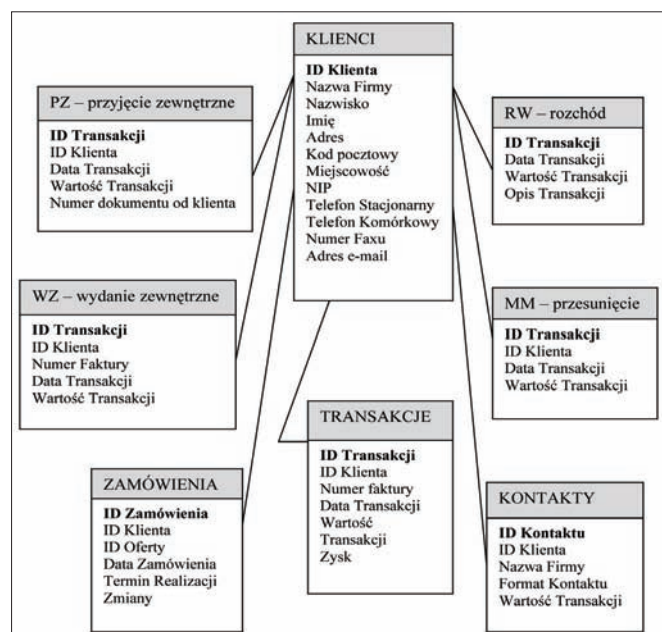 KLIENCI
ID Klienta
Nazwa Firmy
Nazwisko
Imię
Adres
Kod pocztowy
Miejscowość
NIP
Telefon Stacjonarny
Telefon Komórkowy
Numer Faxu
Adres e-mail
PZ – przyjęcie zewnętrzne
ID Transakcji
ID Klienta
Data Transakcji
Wartość Transakcji
Numer dokumentu od klienta
RW – rozchód
ID Transakcji
Data Transakcji
Wartość Transakcji
Opis Transakcji
WZ – wydanie zewnętrzne
ID Transakcji
ID Klienta
Numer Faktury
Data Transakcji
Wartość Transakcji
MM – przesunięcie
ID Transakcji
ID Klienta
Data Transakcji
Wartość Transakcji
TRANSAKCJE
ID Transakcji
ID Klienta
Numer faktury
Data Transakcji
Wartość
Transakcji
Zysk
ZAMÓWIENIA
ID Zamówienia
ID Klienta
ID Oferty
Data Zamówienia
Termin Realizacji
Zmiany
KONTAKTY
ID Kontaktu
ID Klienta
Nazwa Firmy
Format Kontaktu
Wartość Transakcji